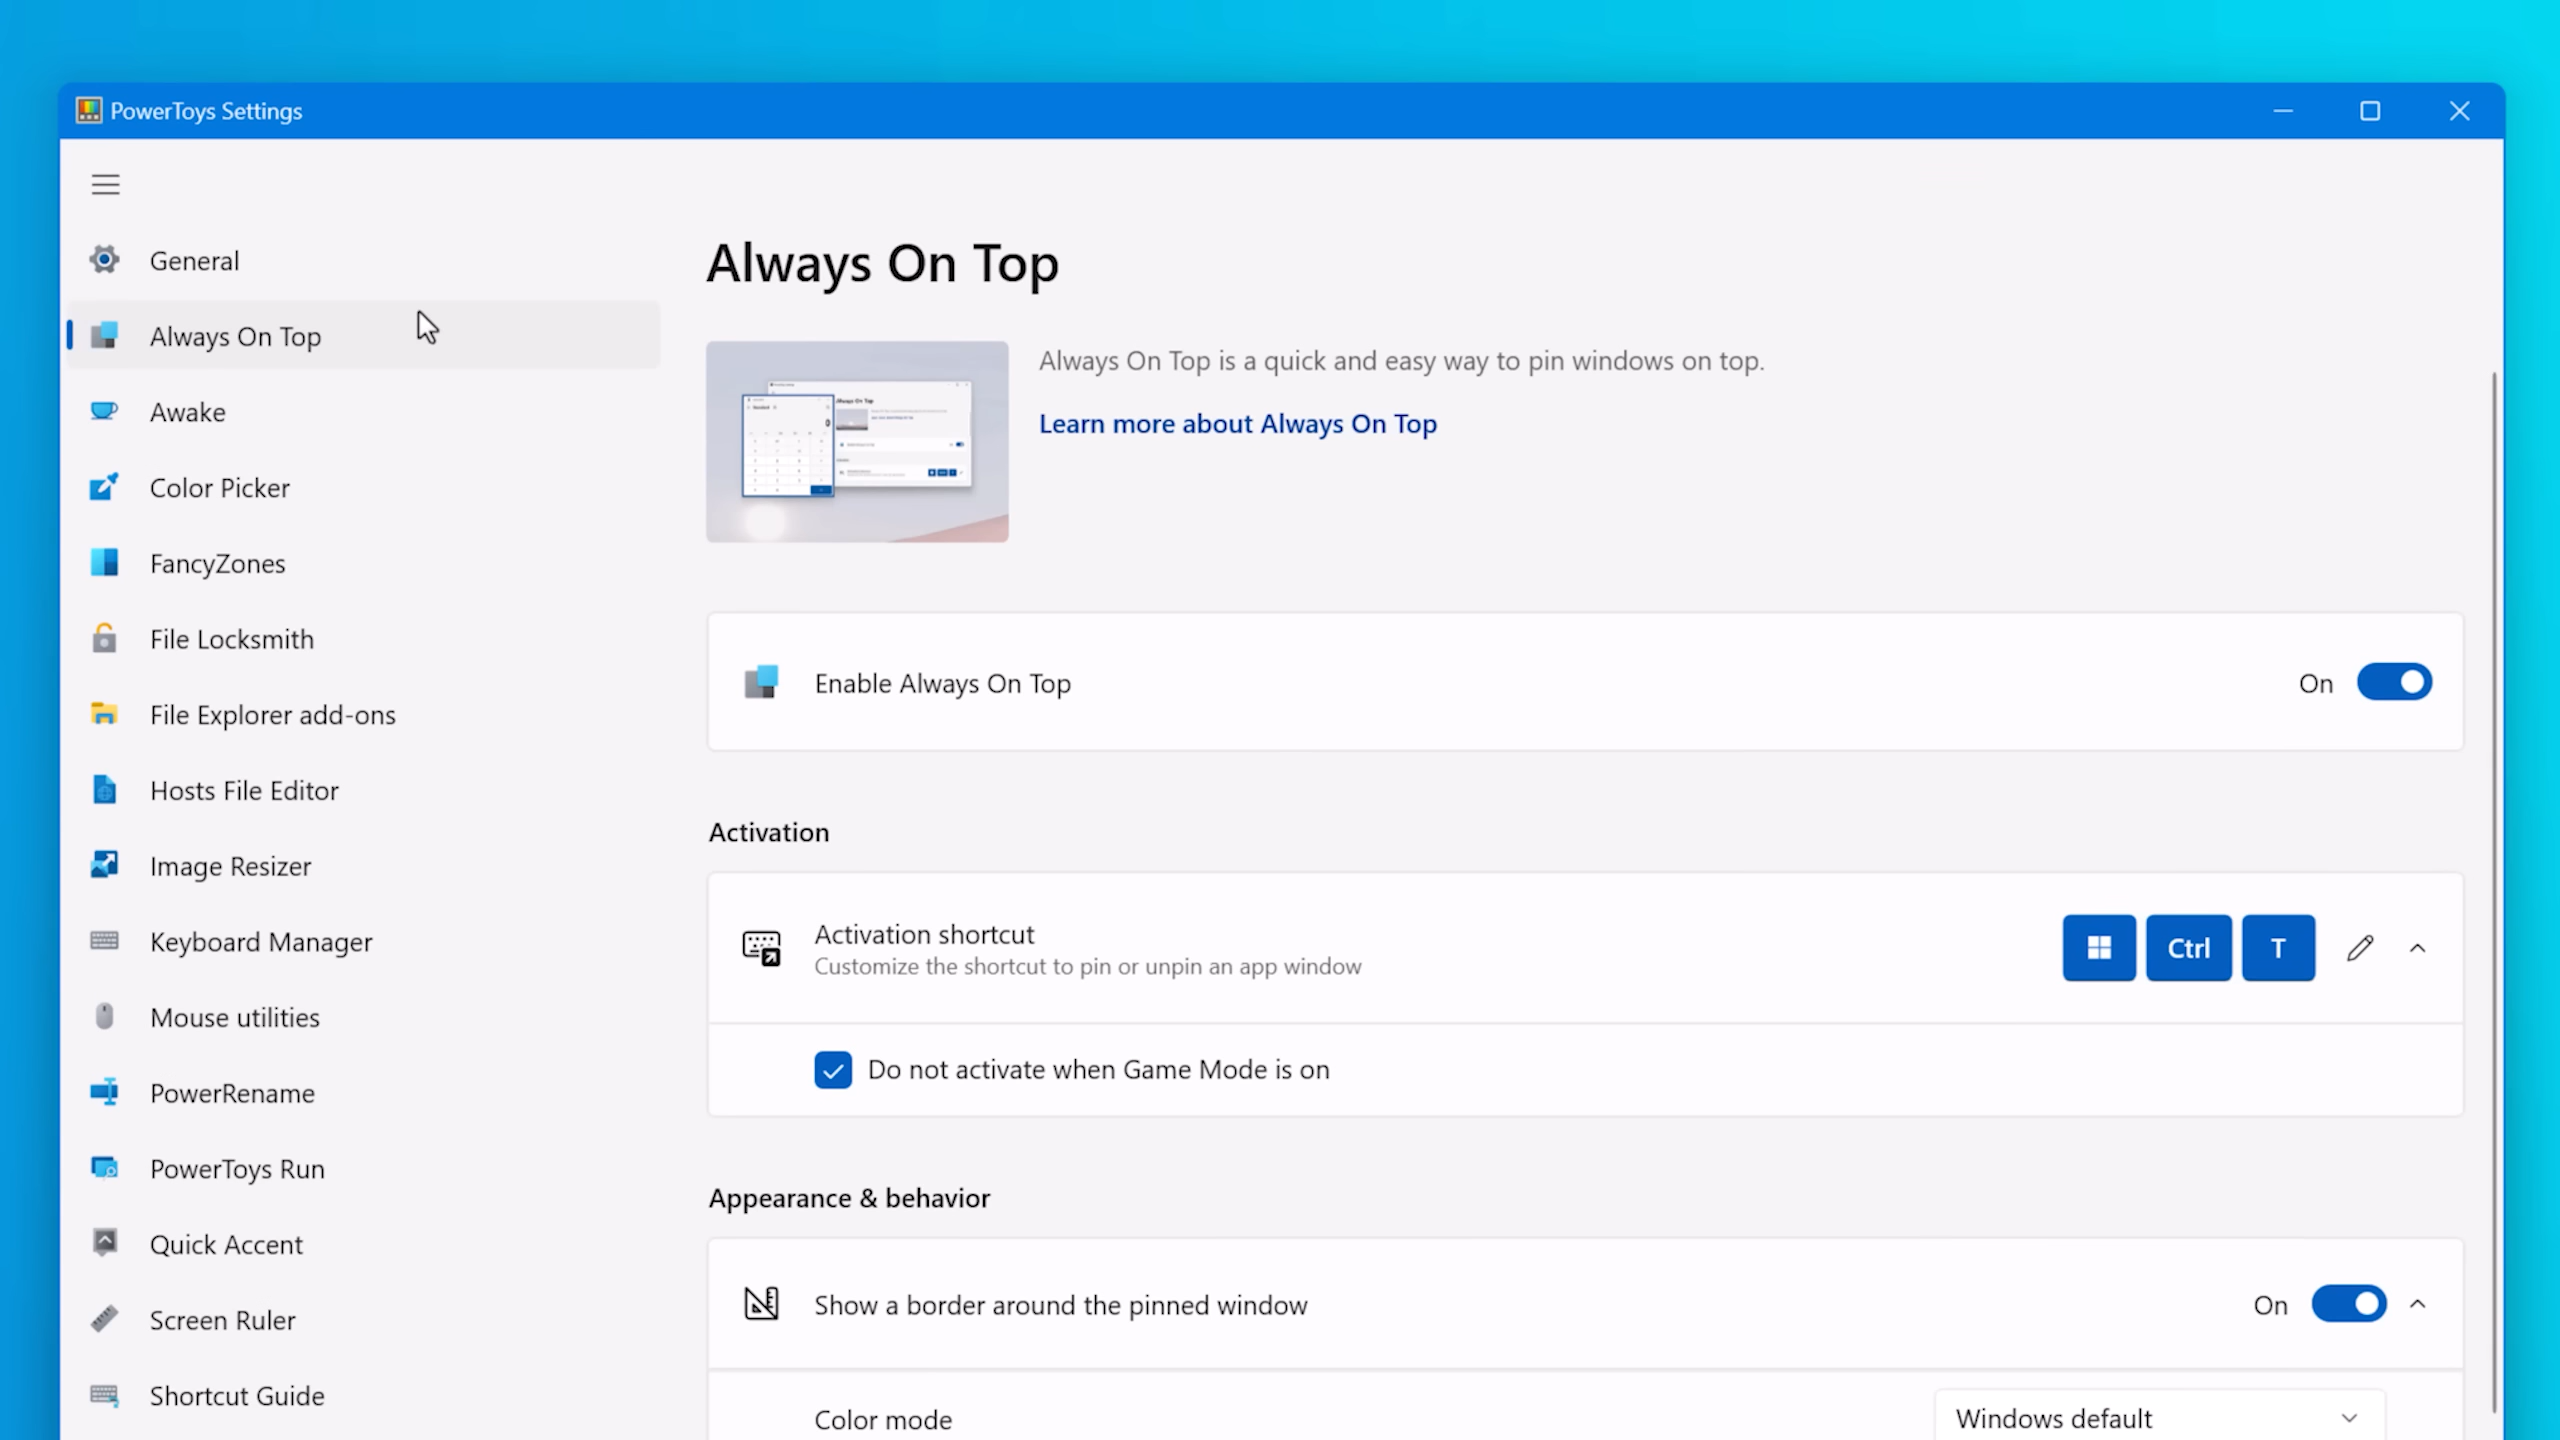 PowerToys Settings
General
Always On Top
Awake
Color Picker
FancyZones
File Locksmith
File Explorer add-ons
Hosts File Editor
Image Resizer
Keyboard Manager
Mouse utilities
PowerRename
PowerToys Run
Quick Accent
Screen Ruler
Shortcut Guide
Always On Top
Always On Top is a quick and easy way to pin windows on top.
Learn more about Always On Top
Always On Top
Enable Always On Top On
Activation
Activation shortcut
Customize the shortcut to pin or unpin an app window
Ctrl T
Do not activate when Game Mode is on
Appearance & behavior
Show a border around the pinned window On
Color mode Windows default